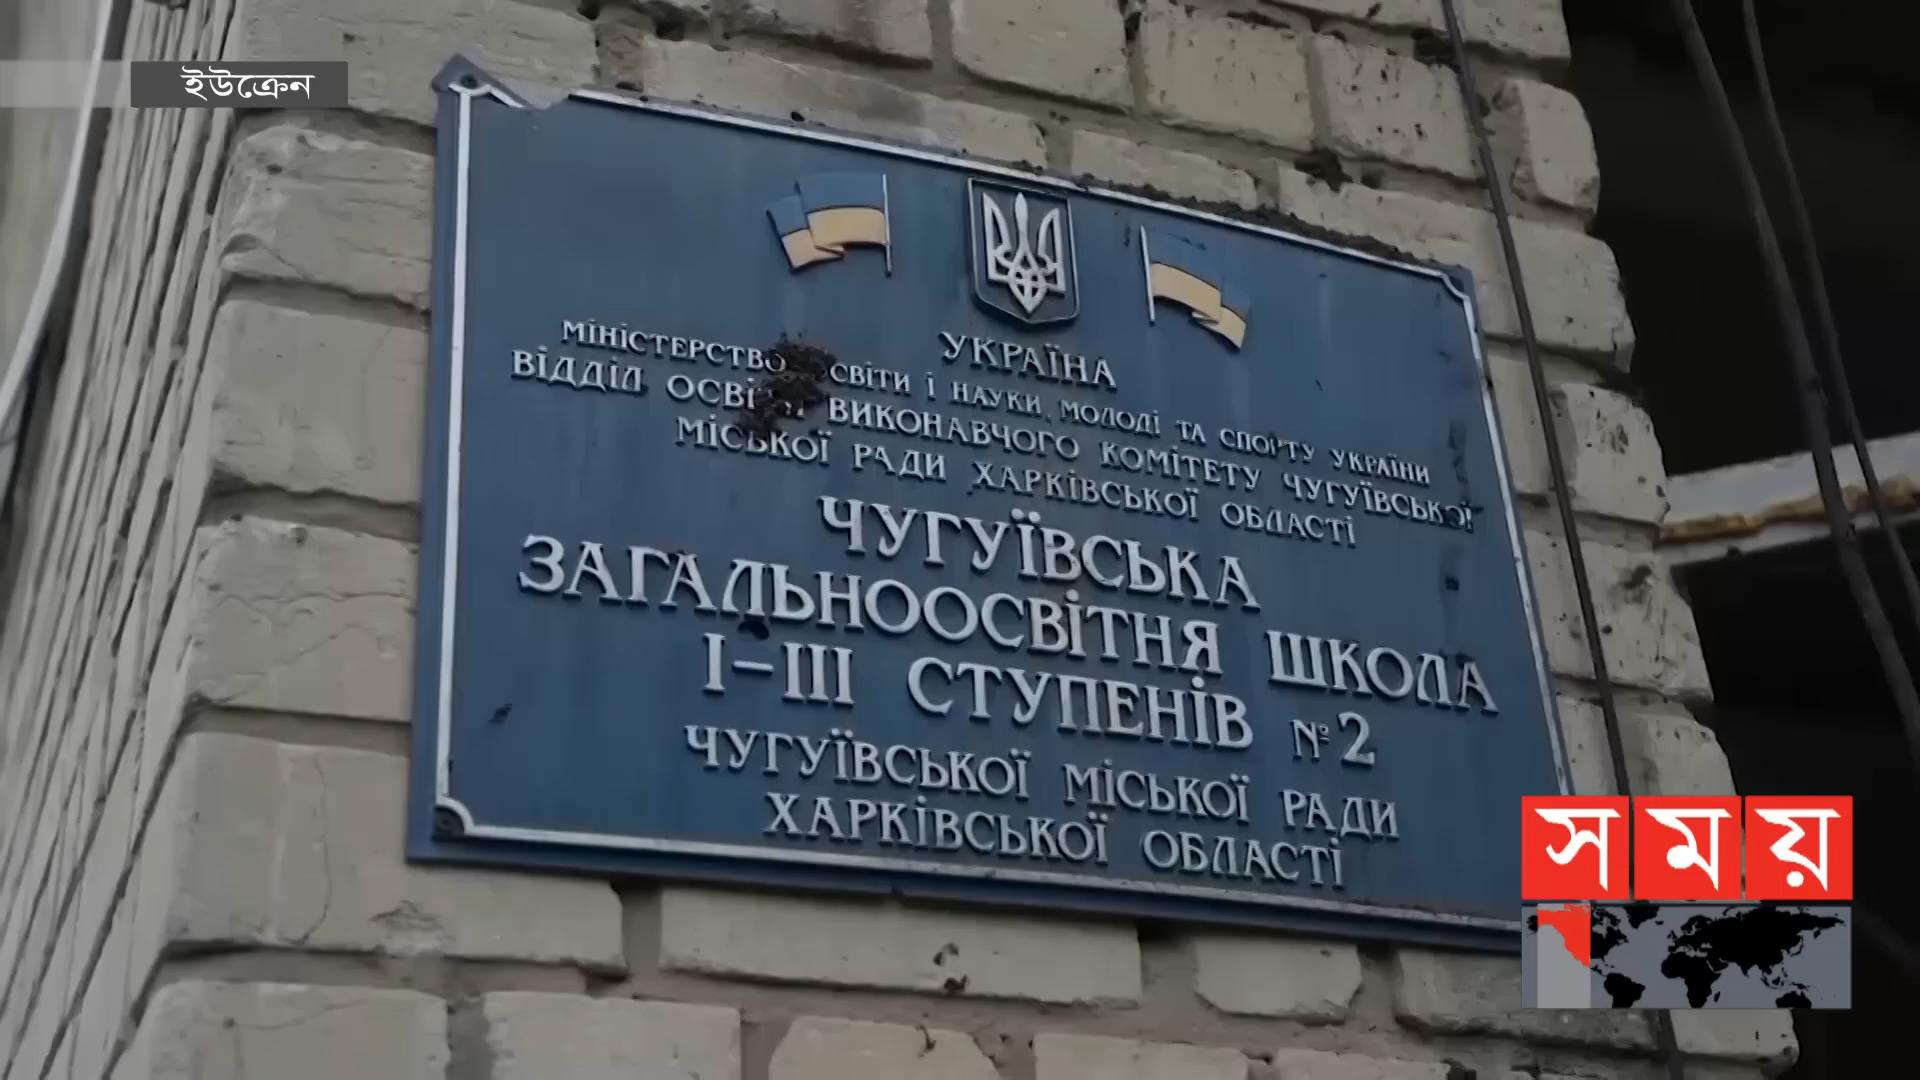 ইউক্রেন
УКРАЇНА
МІНІСТЕРСТВО ОСВІТИ І НАУКИ, МОЛОДІ ТА СПОРТУ УКРАЇНИ
ВІДДІЛ ОСВІТИ ВИКОНАВЧОГО КОМІТЕТУ ЧУГУЇВСЬКОЇ
МІСЬКОЇ РАДИ ХАРКІВСЬКОЇ ОБЛАСТІ
ЧУГУЇВСЬКА
ЗАГАЛЬНООСВІТНЯ ШКОЛА
І–ІІІ СТУПЕНІВ №2
ЧУГУЇВСЬКОЇ МІСЬКОЇ РАДИ
ХАРКІВСЬКОЇ ОБЛАСТІ
সময়